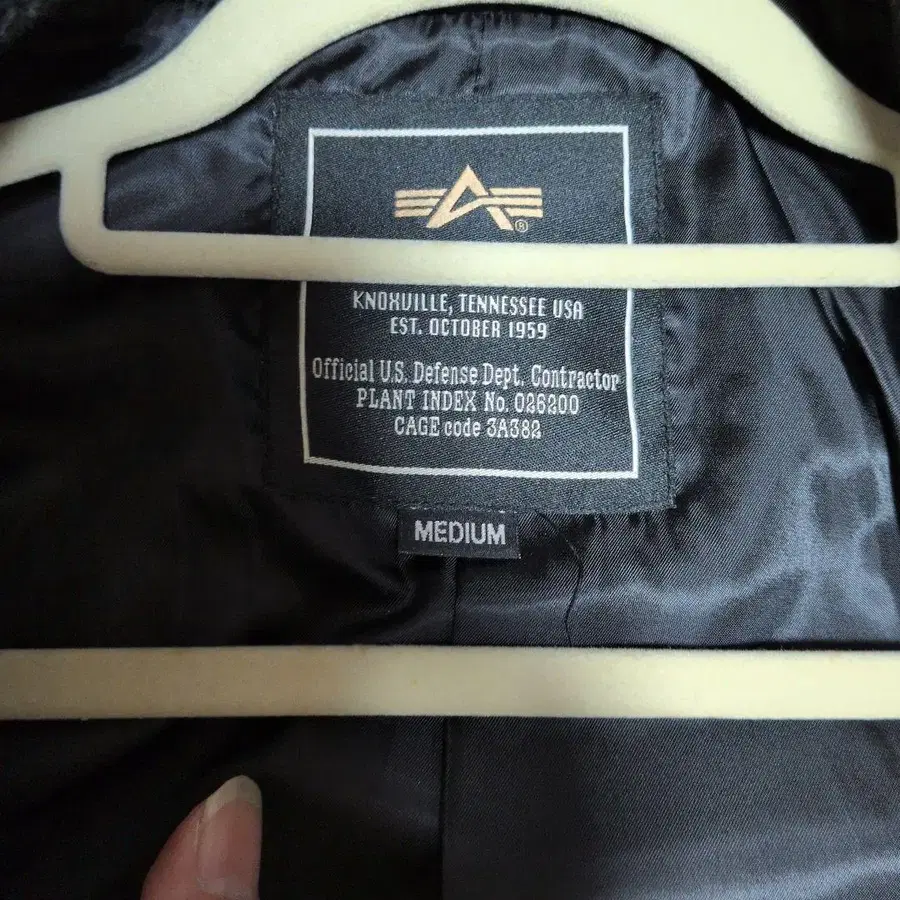 ®
KNOXVILLE, TENNESSEE USA
EST. OCTOBER 1959
Official U.S. Defense Dept. Contractor
PLANT INDEX No. 026200
CAGE code 3A382
MEDIUM